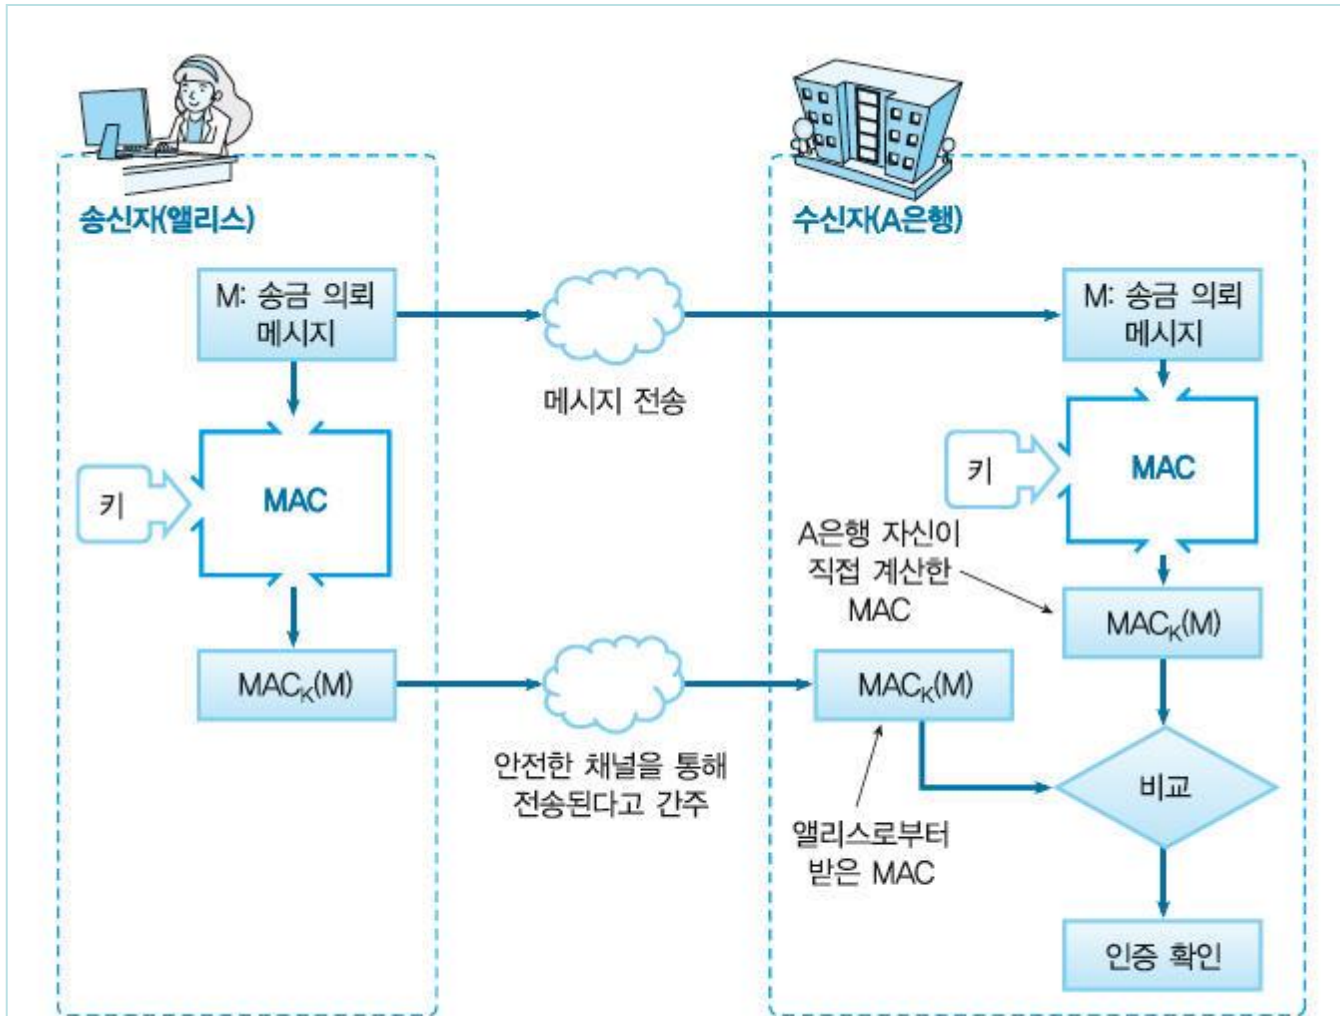 송신자(앨리스)
수신자(A은행)
M: 송금 의뢰
메시지
M: 송금 의뢰
메시지
메시지 전송
키
MAC
키
MAC
A은행 자신이
직접 계산한
MAC
MACK(M)
MACK(M)
MACK(M)
안전한 채널을 통해
전송된다고 간주
비교
앨리스로부터
받은 MAC
인증 확인